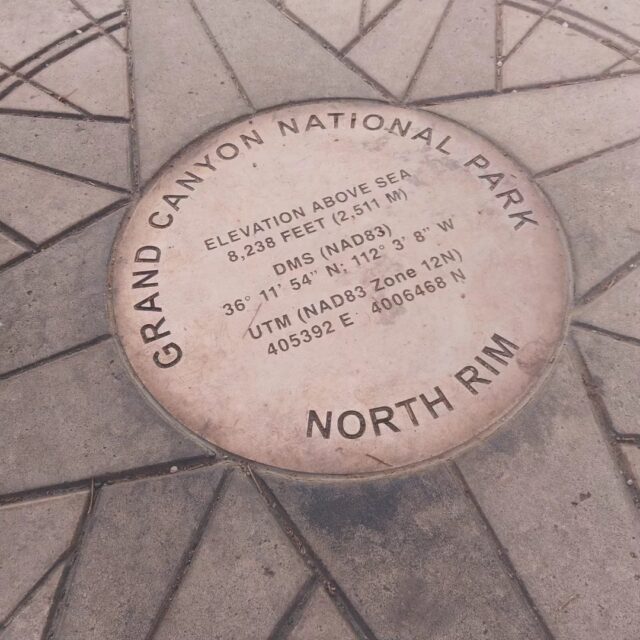 GRAND CANYON NATIONAL PARK
ELEVATION ABOVE SEA
8,238 FEET (2,511 M)
DMS (NAD83)
36° 11' 54" N; 112° 3' 8" W
UTM (NAD83 Zone 12N)
405392 E 4006468 N
NORTH RIM